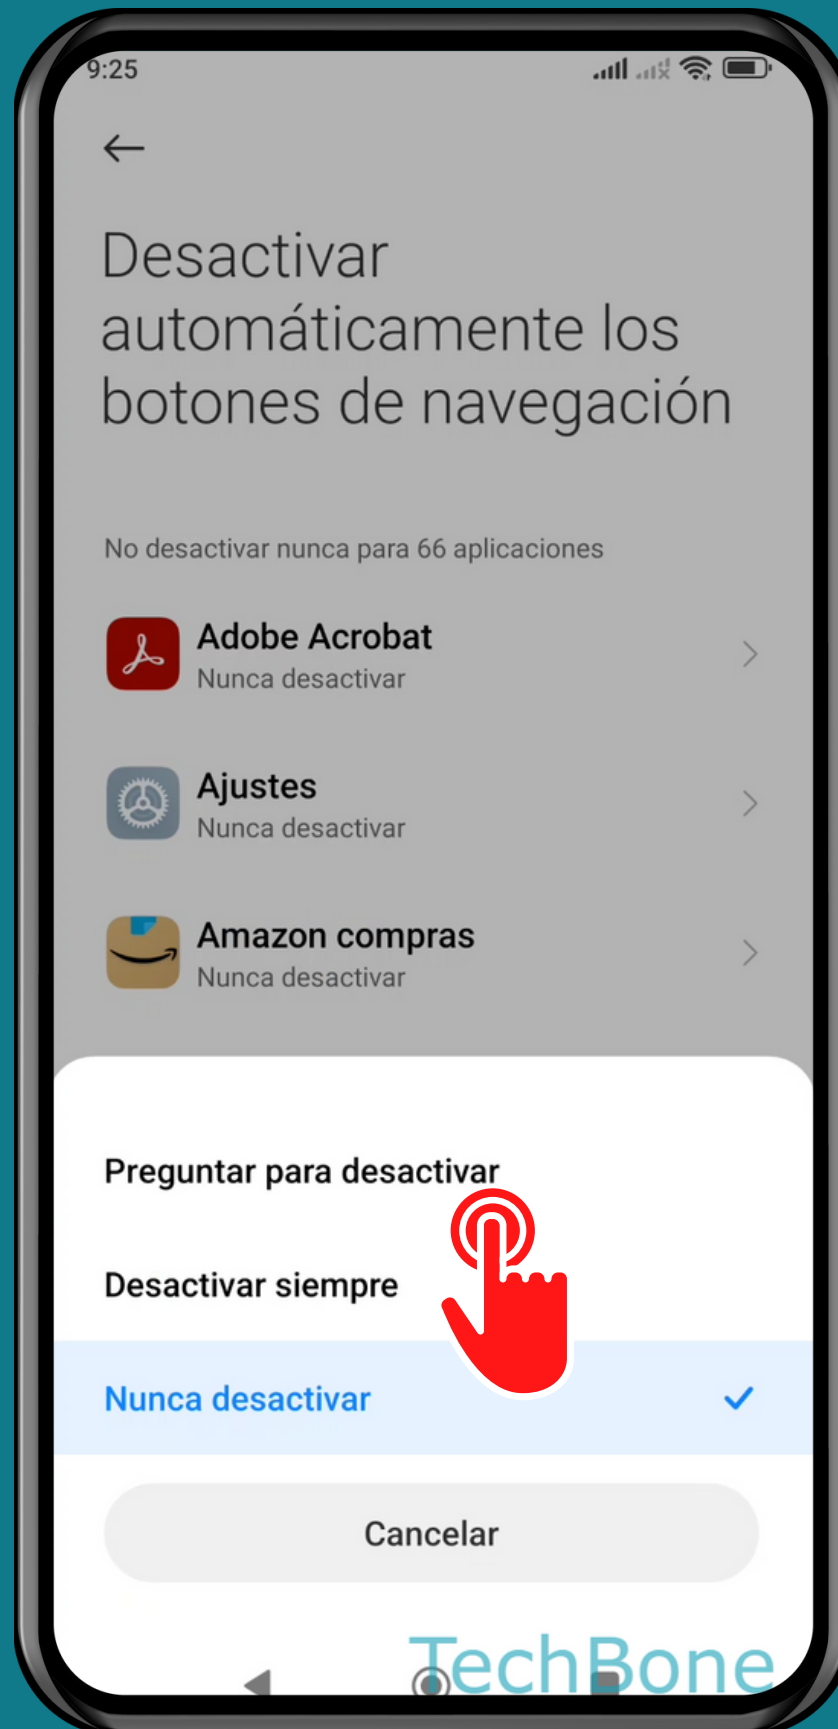 9:25
Desactivar
automáticamente los
botones de navegación
No desactivar nunca para 66 aplicaciones
Adobe Acrobat
Nunca desactivar
Ajustes
Nunca desactivar
Amazon compras
Nunca desactivar
Preguntar para desactivar
Desactivar siempre
Nunca desactivar
Cancelar
TechBone